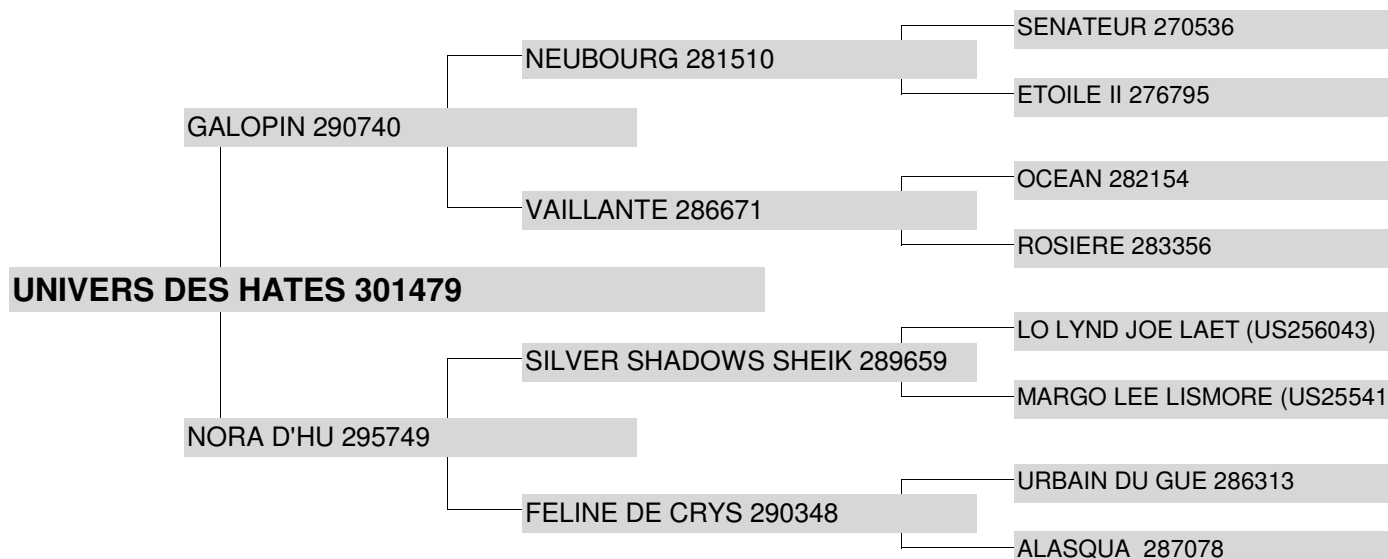 SENATEUR 270536
NEUBOURG 281510
ETOILE II 276795
GALOPIN 290740
OCEAN 282154
VAILLANTE 286671
ROSIERE 283356
UNIVERS DES HATES 301479
LO LYND JOE LAET (US256043)
SILVER SHADOWS SHEIK 289659
MARGO LEE LISMORE (US25541
NORA D'HU 295749
URBAIN DU GUE 286313
FELINE DE CRYS 290348
ALASQUA 287078